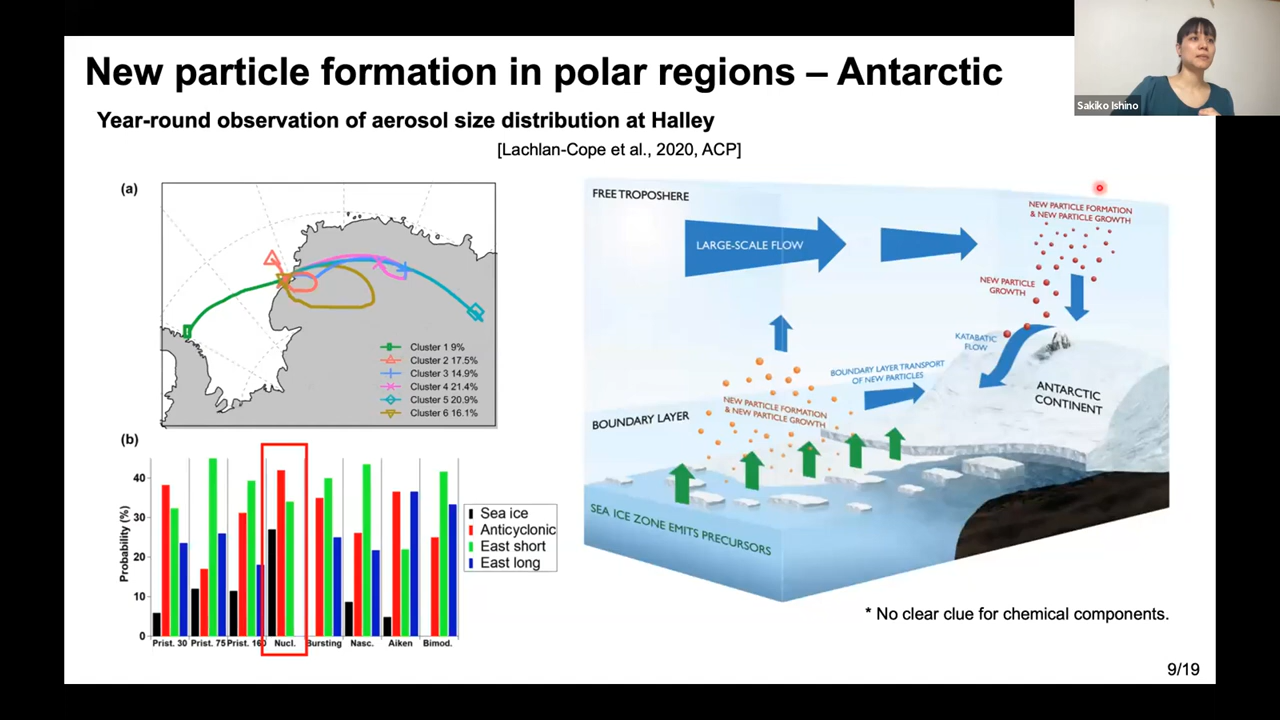 New particle formation in polar regions – Antarctic
Sakiko Ishino
Year-round observation of aerosol size distribution at Halley
[Lachlan-Cope et al., 2020, ACP]
(a)
Cluster 1 9%
Cluster 2 17.5%
Cluster 3 14.9%
Cluster 4 21.4%
Cluster 5 20.9%
Cluster 6 16.1%
(b)
Probability (%)
40
30
20
10
0
Prist. 30 Prist. 75 Prist. 160 Nucl. Bursting Nasc. Aiken Bimod.
Sea ice
Anticyclonic
East short
East long
FREE TROPOSHERE
LARGE-SCALE FLOW
NEW PARTICLE FORMATION
& NEW PARTICLE GROWTH
NEW PARTICLE
GROWTH
KATABATIC
FLOW
BOUNDARY LAYER TRANSPORT
OF NEW PARTICLES
ANTARCTIC
CONTINENT
NEW PARTICLE FORMATION
& NEW PARTICLE GROWTH
BOUNDARY LAYER
SEA ICE ZONE EMITS PRECURSORS
* No clear clue for chemical components.
9/19